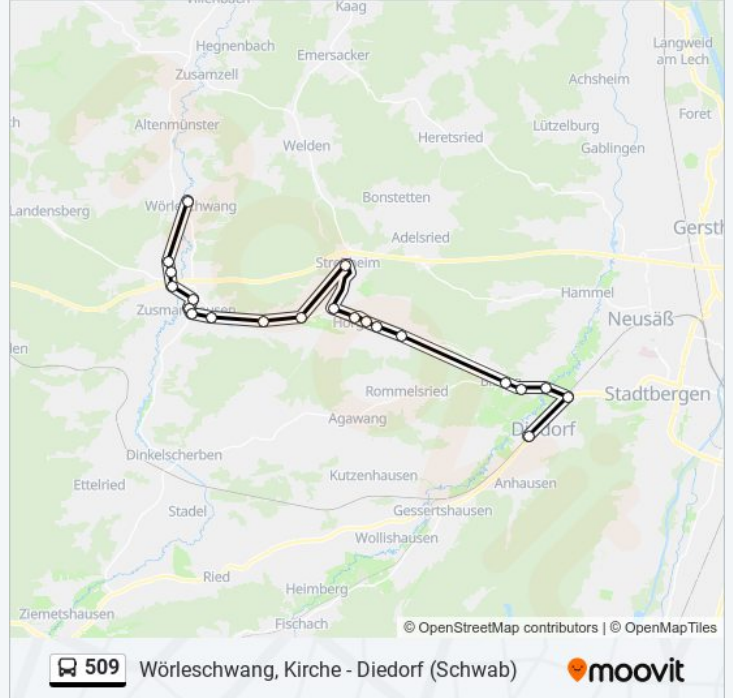 Kaag
Hegnenbach
Emersacker
Langweid
am Lech
Zusamzell
Achsheim
Foret
Altenmünster
Lützelburg
Heretsried
Welden
Gablingen
Bonstetten
Landensberg
Wörleschwang
Gersth
Adelsried
Hammel
Neusäß
Rommelsried
Stadtbergen
Agawang
Diedorf
Dinkelscherben
Kutzenhausen
Ettelried
Anhausen
Stadel
Gessertshausen
Wollishausen
Ried
Heimberg
Ziemetshausen
Fischach
© OpenStreetMap contributors | © OpenMapTiles
509 Wörleschwang, Kirche - Diedorf (Schwab)
moovit